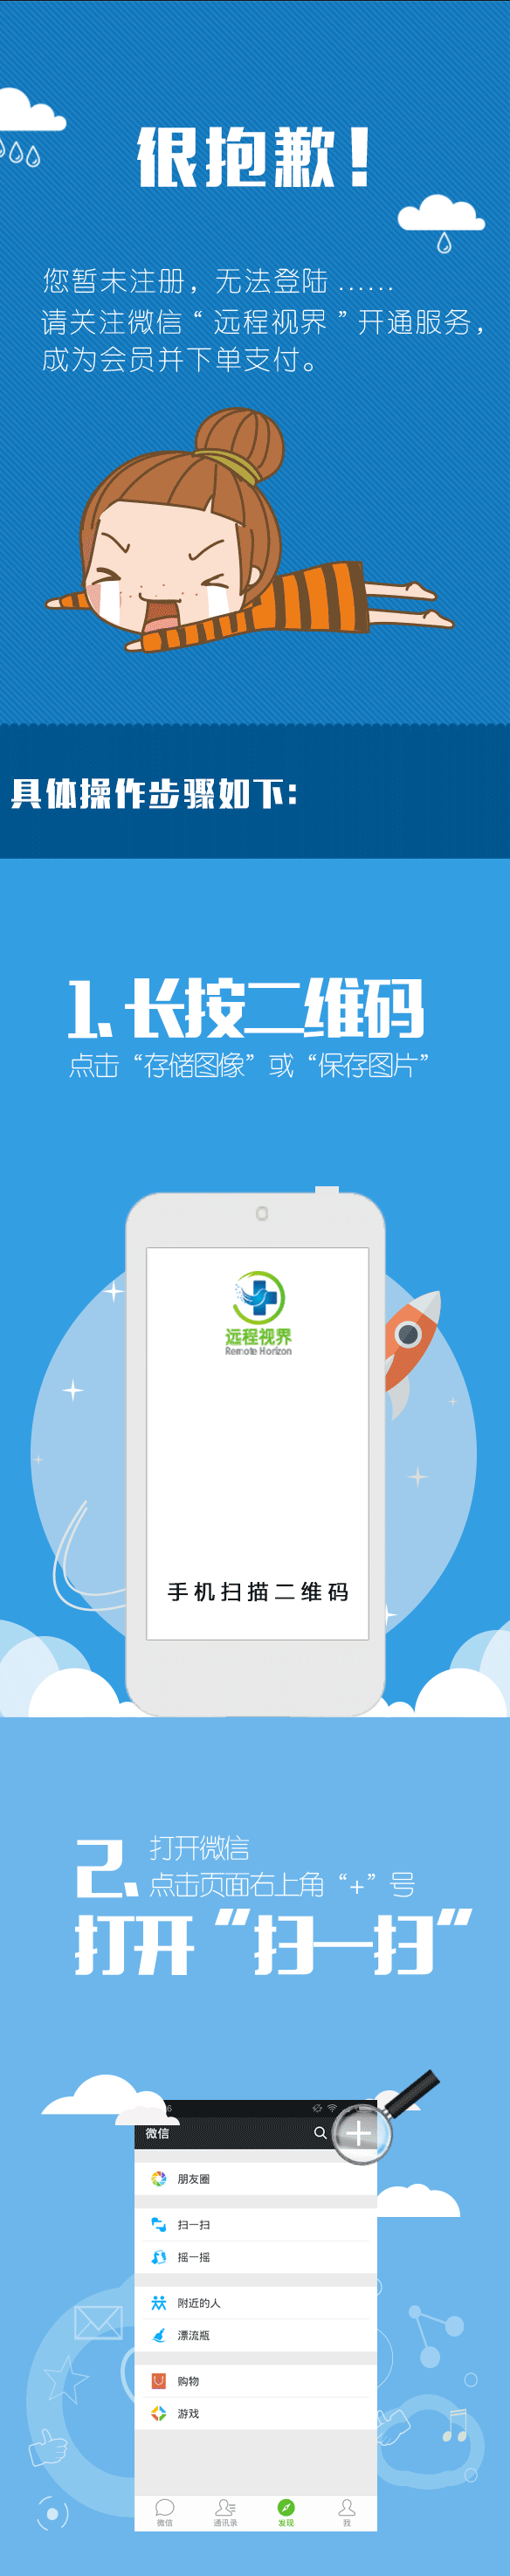 很抱歉！
您暂未注册，无法登陆……
请关注微信“远程视界”开通服务，
成为会员并下单支付。
具体操作步骤如下：
1、长按二维码
点击“存储图像”或“保存图片”
远程视界
Remote Horizon
手机扫描二维码
2、打开微信
点击页面右上角“+”号
打开“扫一扫”
微信
朋友圈
扫一扫
摇一摇
附近的人
漂流瓶
购物
游戏
微信 通讯录 发现 我